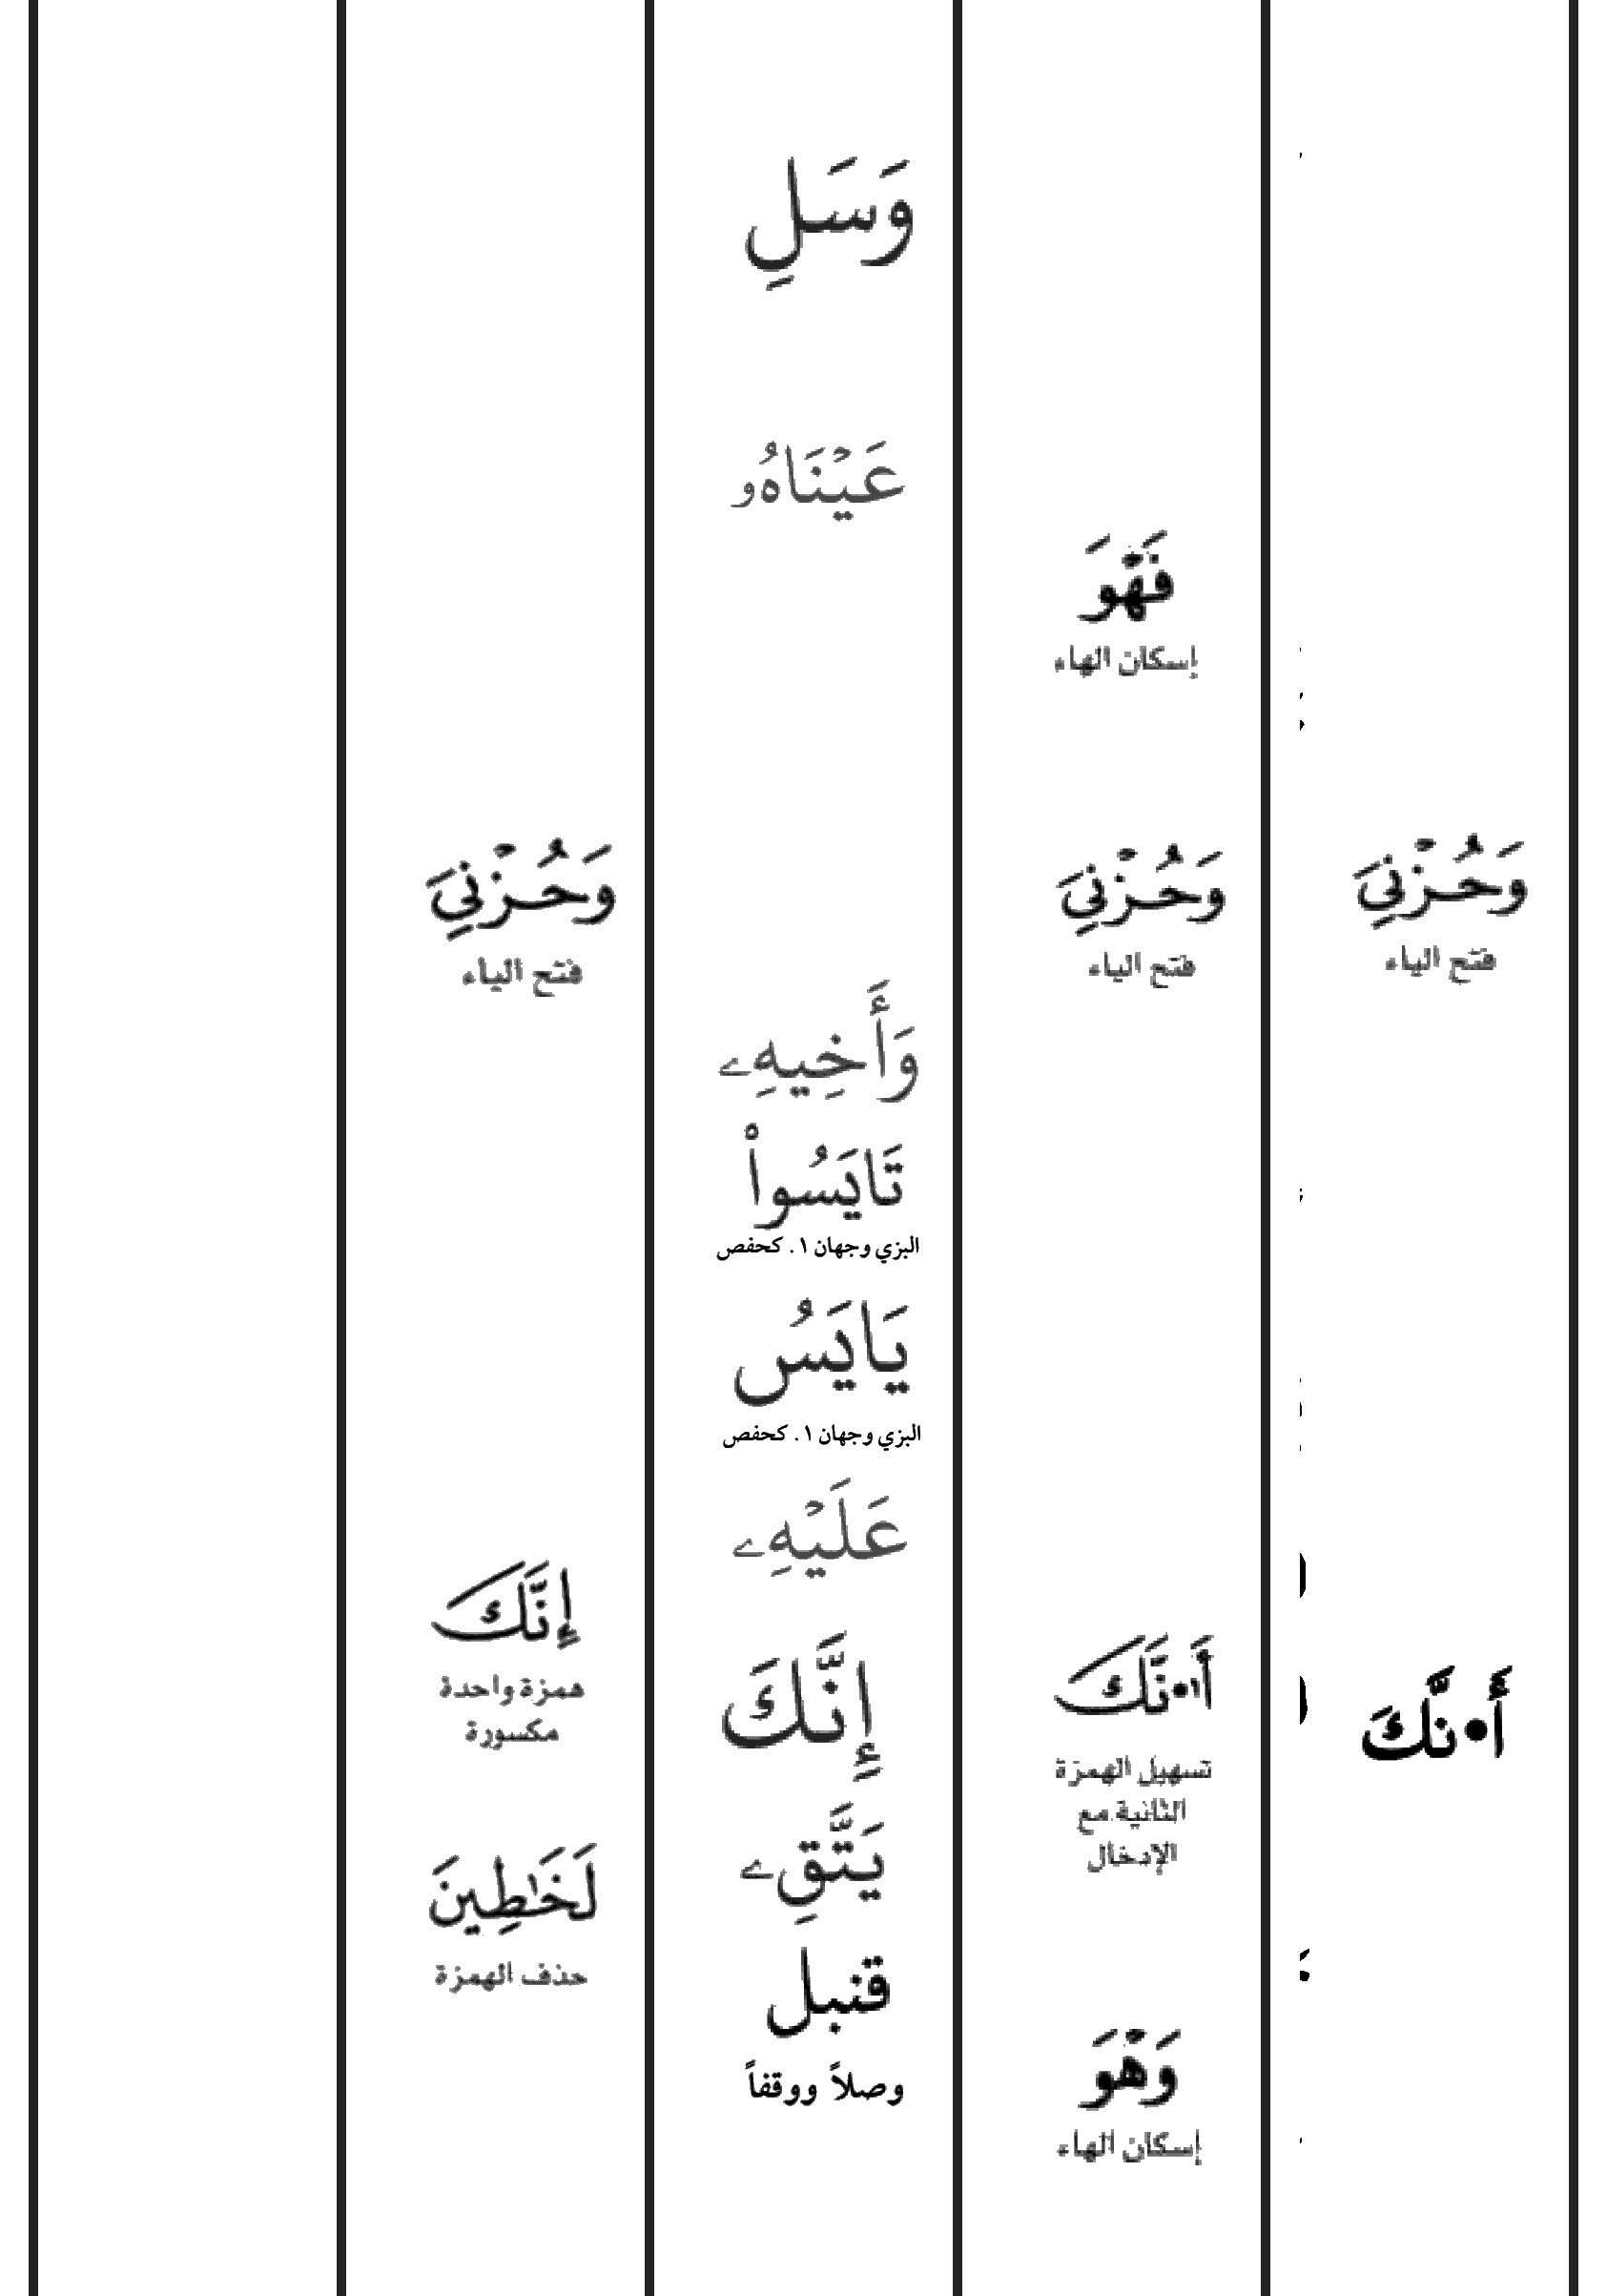 وَحُزْنِيَ
فتح الياء
أَ•نَّكَ
فَهْوَ
إسكان الهاء
وَحُزْنِيَ
فتح الياء
أَ•نَّكَ
تسهيل الهمزة
الثانية مع
الإدخال
وَهْوَ
إسكان الهاء
وَسَلِ
عَيْنَاهُۥ
وَأَخِيهِۦ
تَايَسُواْ
البزي وجهان ١. كحفص
يَايَسُ
البزي وجهان ١. كحفص
عَلَيْهِۦ
إِنَّكَ
يَتَّقِۦ
قنبل
وصلاً ووقفاً
وَحُزْنِيَ
فتح الياء
إِنَّكَ
همزة واحدة
مكسورة
لَخَٰطِينَ
حذف الهمزة